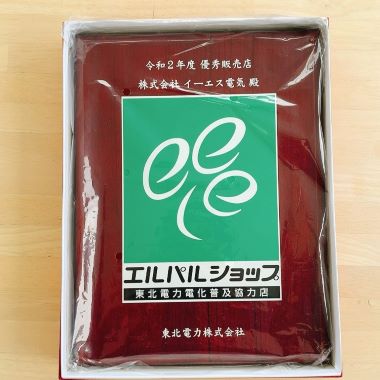 令和2年度 優秀販売店
株式会社 イーエス電気 殿
eee
エルパルショップ
東北電力電化普及協力店
東北電力株式会社